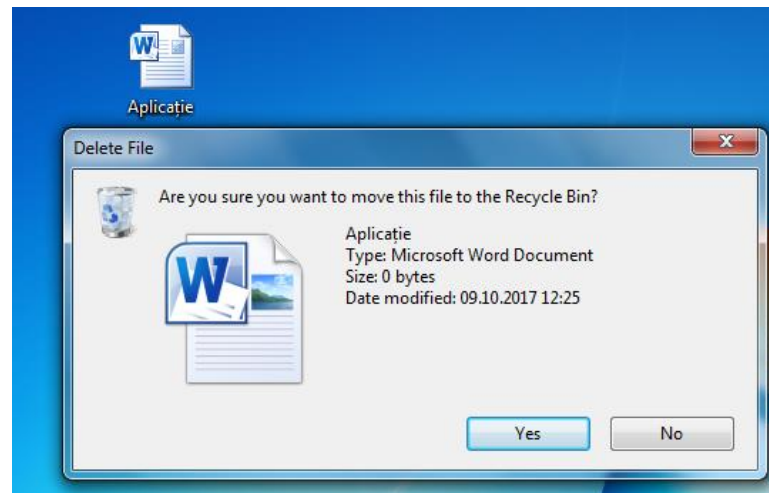 Aplicație
Delete File
Are you sure you want to move this file to the Recycle Bin?
Aplicație
Type: Microsoft Word Document
Size: 0 bytes
Date modified: 09.10.2017 12:25
Yes
No